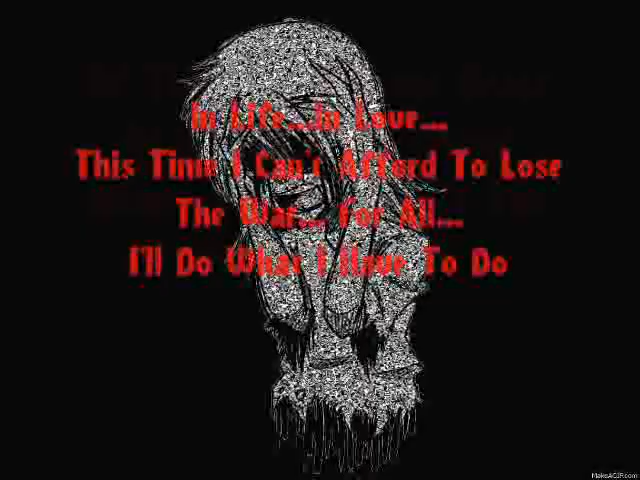 In Life...In Love...
This Time I Can't Afford To Lose
The War... For All...
I'll Do What I Have To Do
MakeAGIF.com